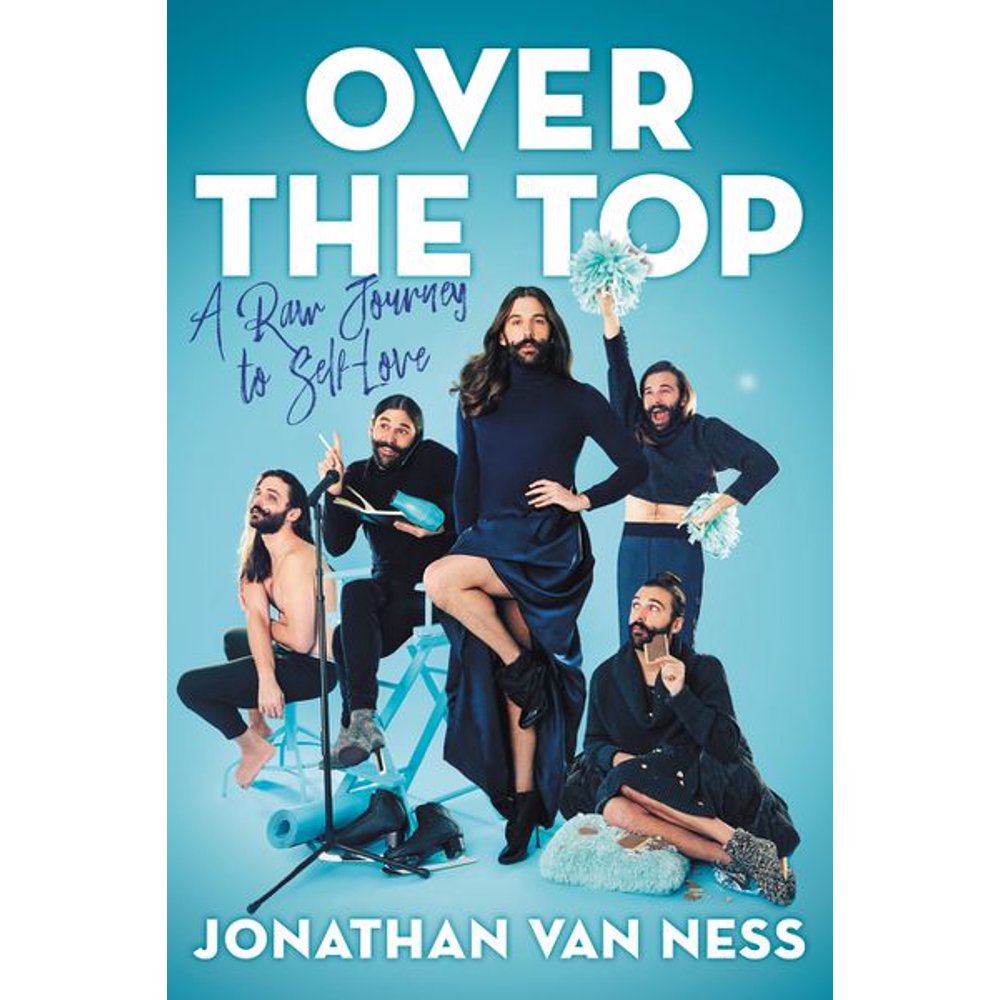 OVER
THE TOP
A Raw Journey
to Self-Love
JONATHAN VAN NESS